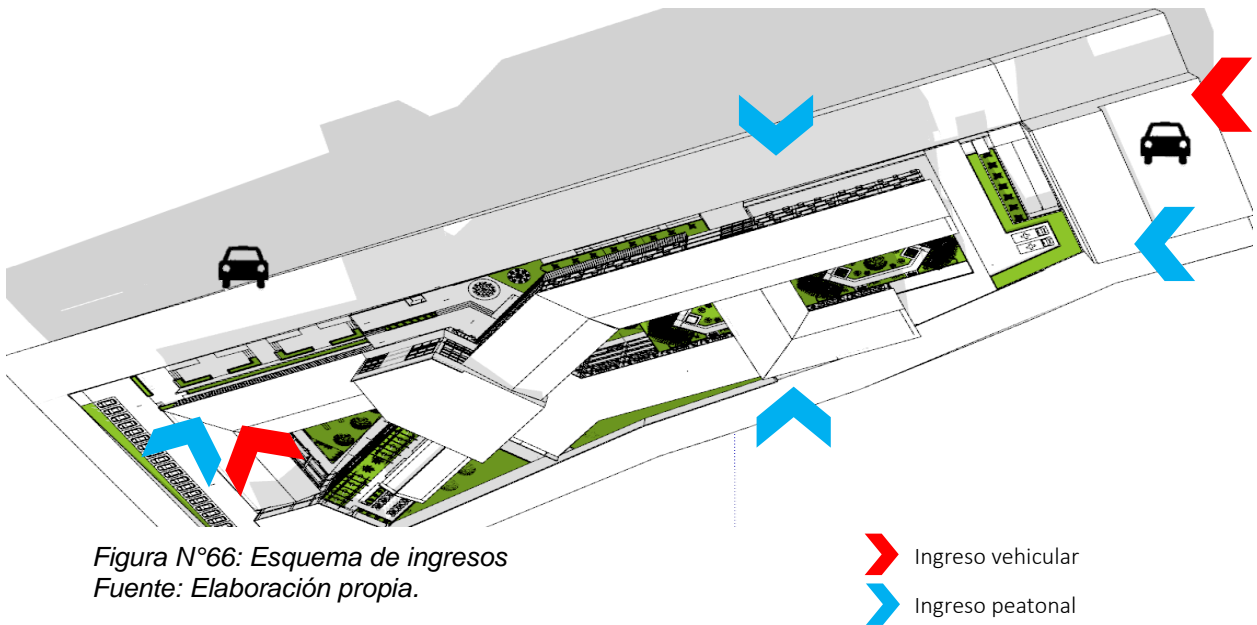 Figura N°66: Esquema de ingresos
Fuente: Elaboración propia.
Ingreso vehicular
Ingreso peatonal